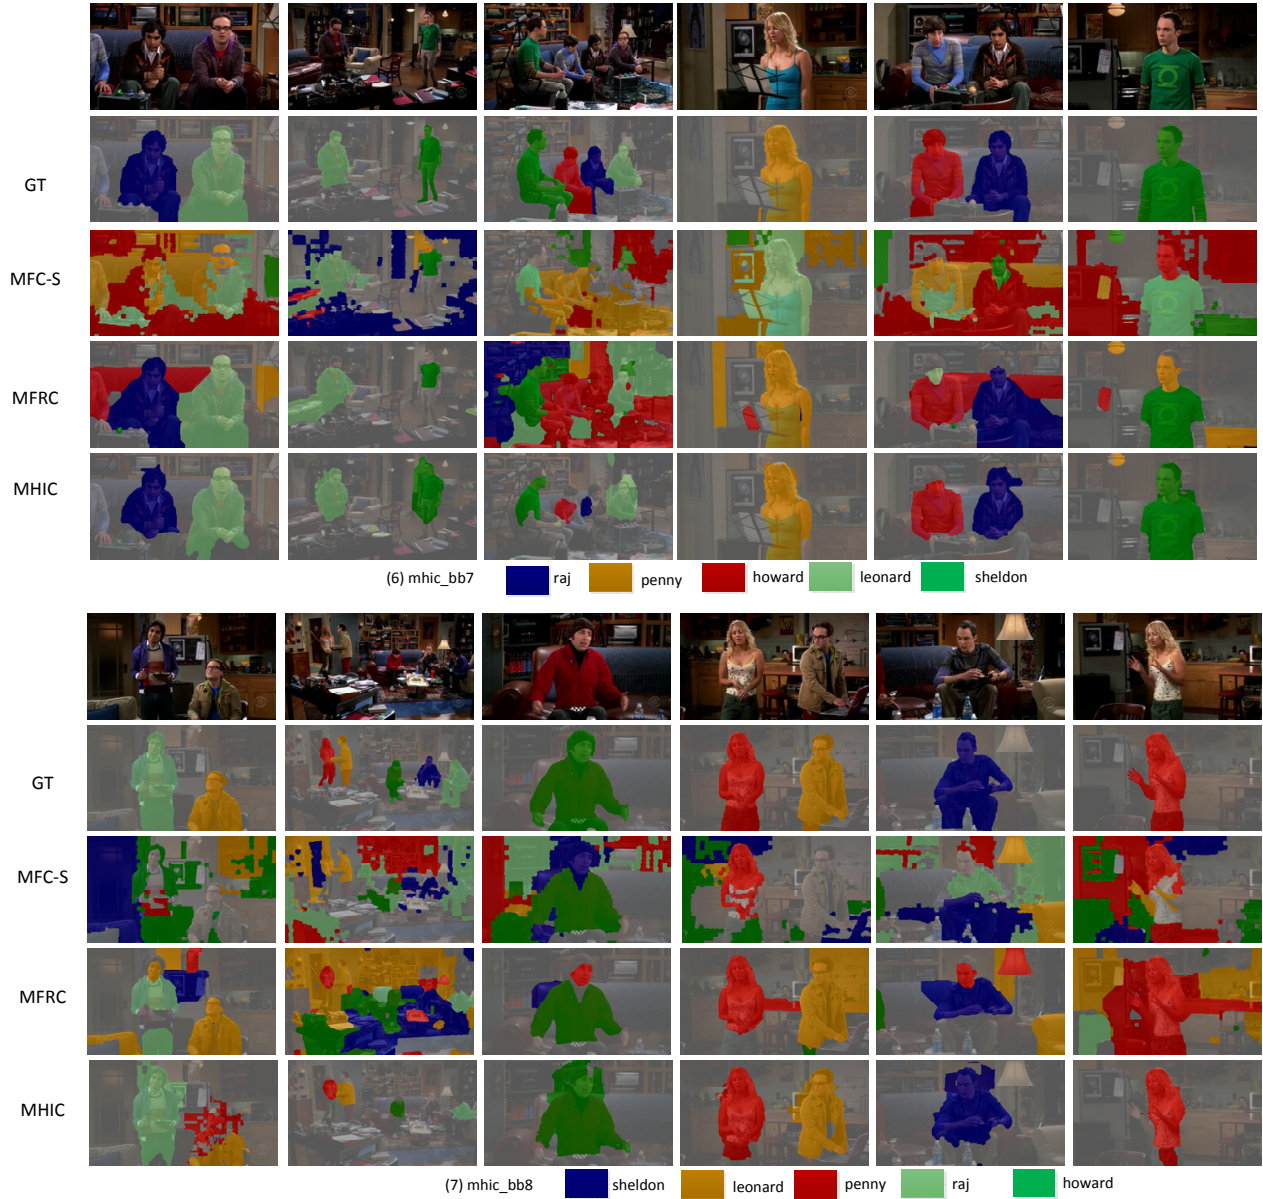 GT
MFC-S
MFRC
MHIC
(6) mhic_bb7 raj penny howard leonard sheldon
GT
MFC-S
MFRC
MHIC
(7) mhic_bb8 sheldon leonard penny raj howard